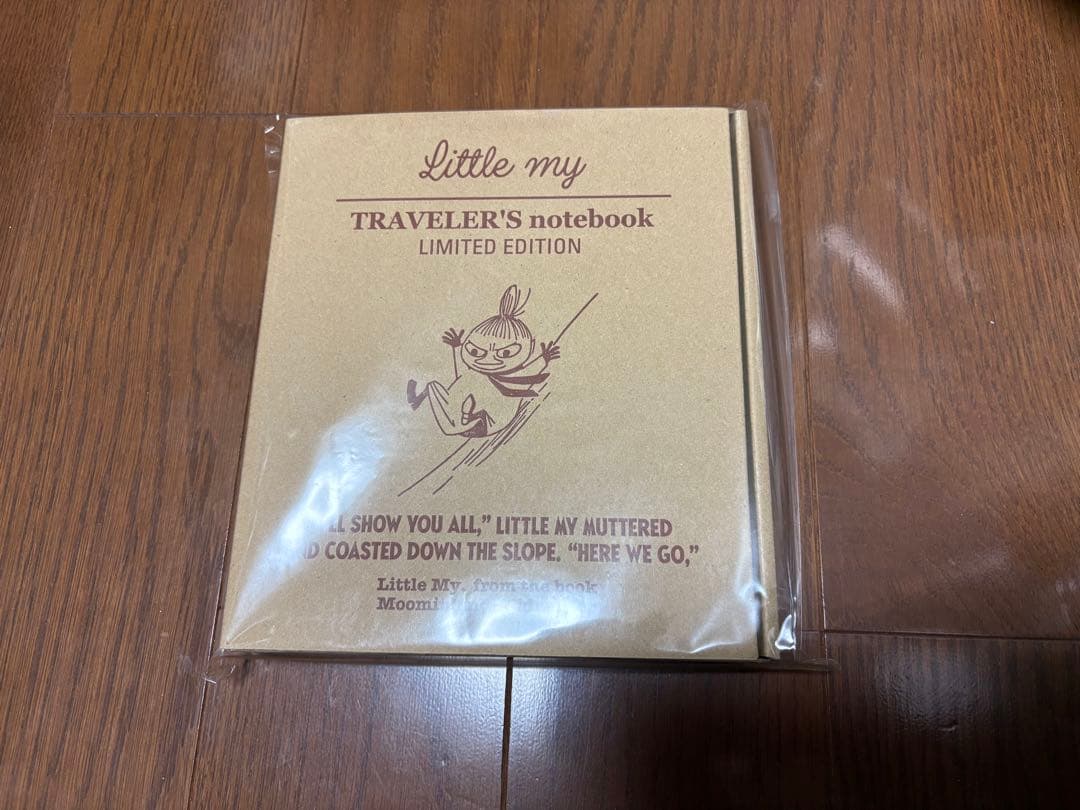 Little my
TRAVELER'S notebook
LIMITED EDITION
SHOW YOU ALL,” LITTLE MY MUTTERED
COASTED DOWN THE SLOPE. “HERE WE GO,”
Little My, from the book